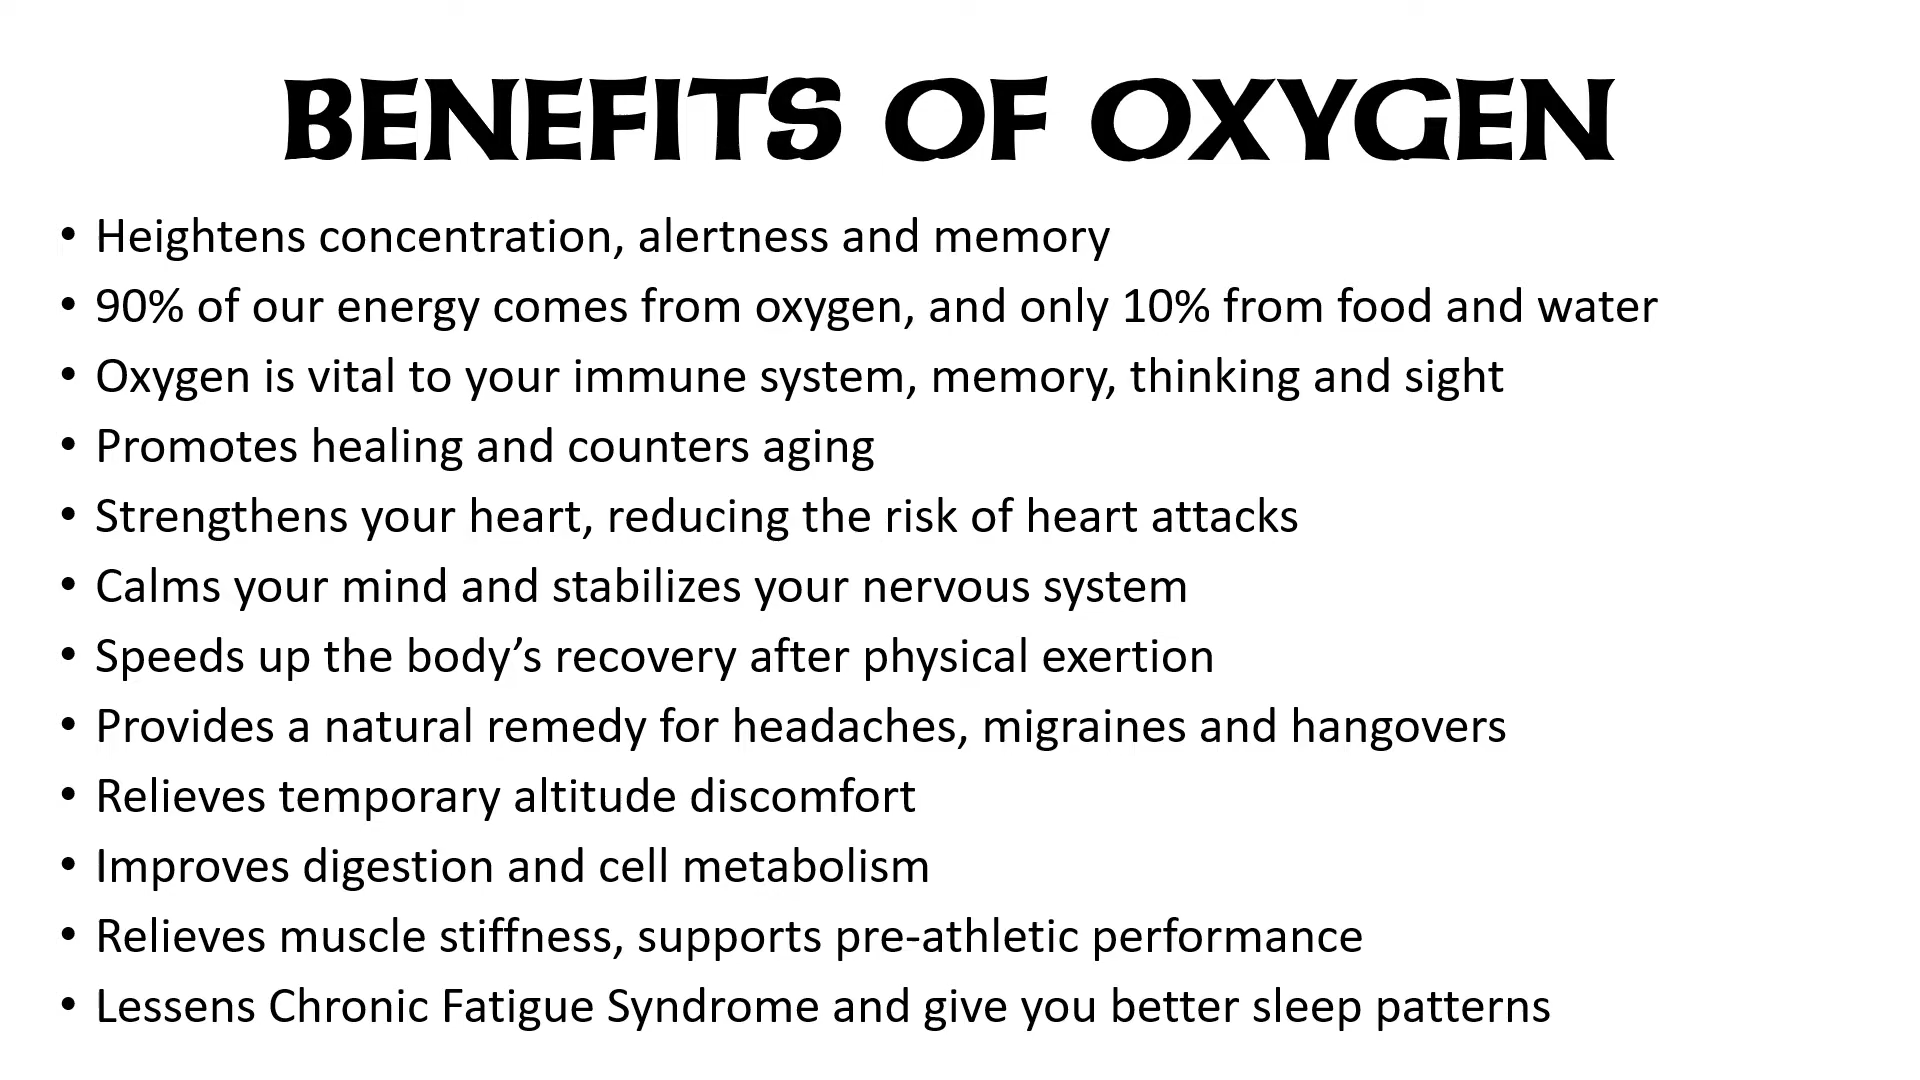 BENEFITS OF OXYGEN
• Heightens concentration, alertness and memory
• 90% of our energy comes from oxygen, and only 10% from food and water
• Oxygen is vital to your immune system, memory, thinking and sight
• Promotes healing and counters aging
• Strengthens your heart, reducing the risk of heart attacks
• Calms your mind and stabilizes your nervous system
• Speeds up the body’s recovery after physical exertion
• Provides a natural remedy for headaches, migraines and hangovers
• Relieves temporary altitude discomfort
• Improves digestion and cell metabolism
• Relieves muscle stiffness, supports pre-athletic performance
• Lessens Chronic Fatigue Syndrome and give you better sleep patterns